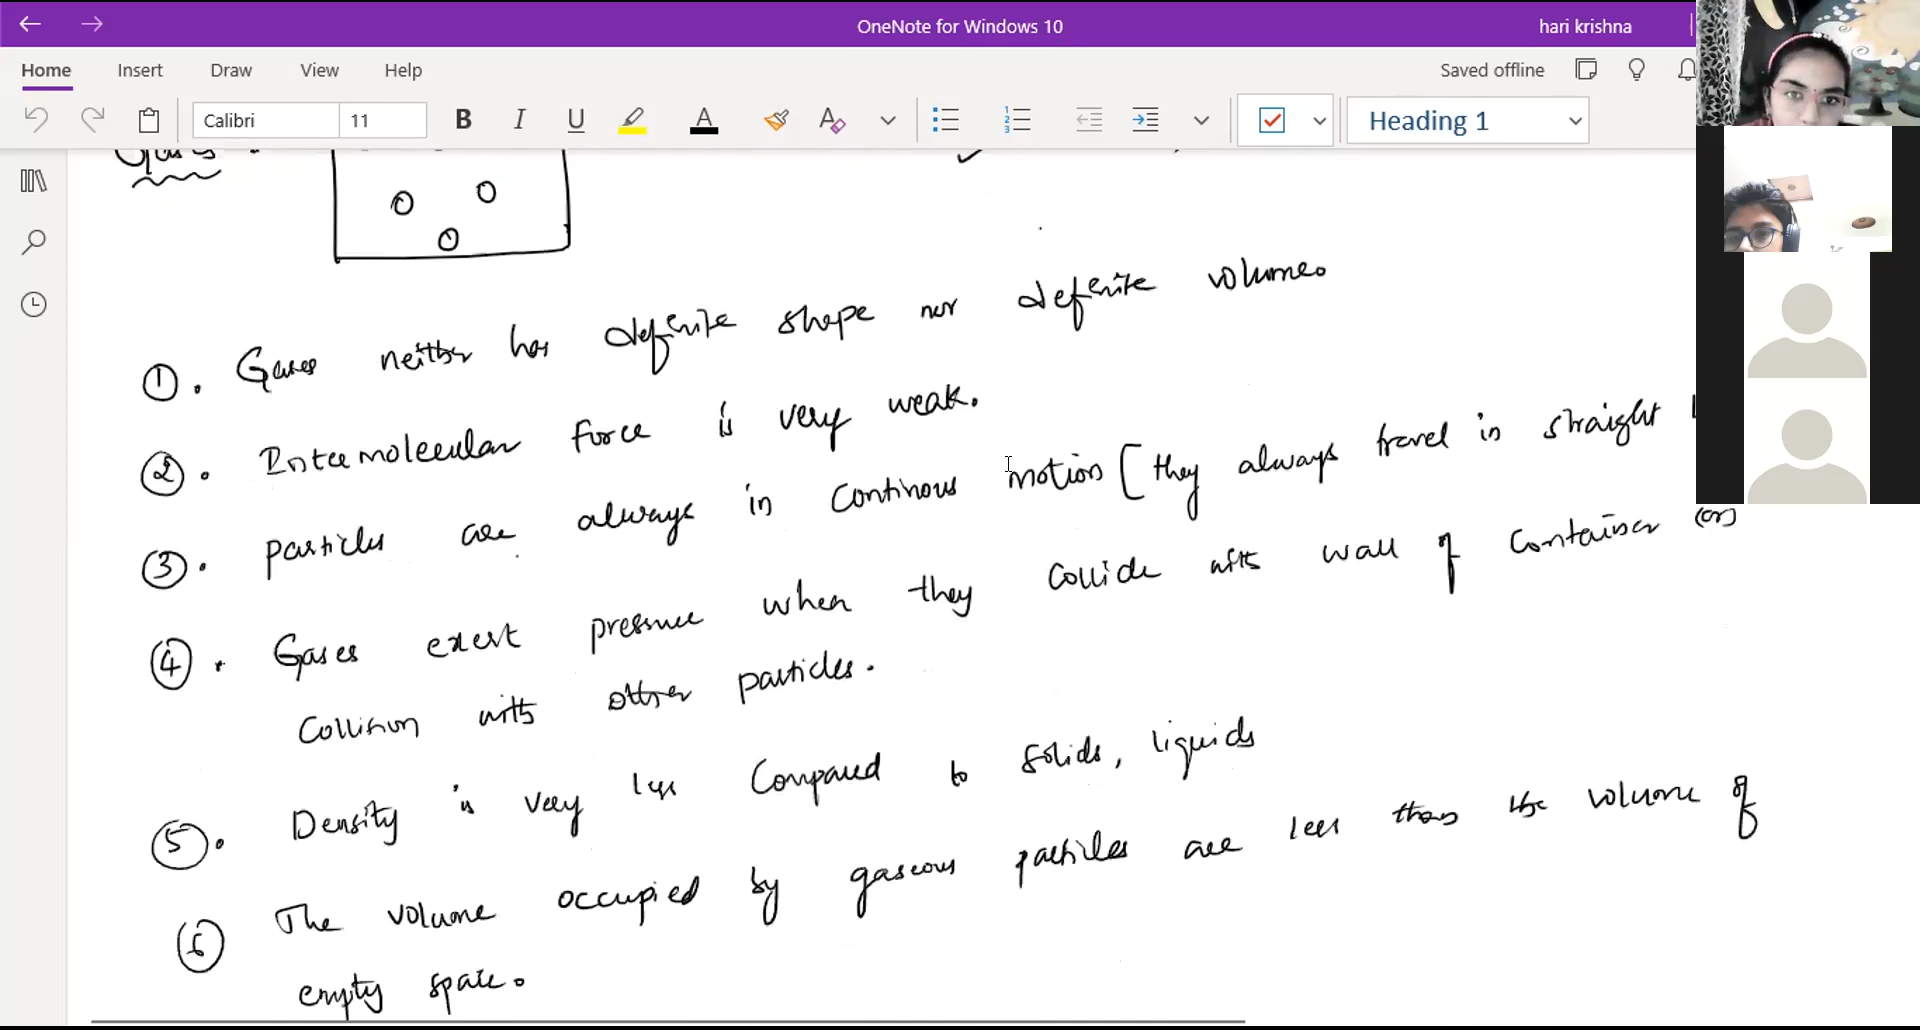 OneNote for Windows 10
hari krishna
Home Insert Draw View Help
Saved offline
Calibri 11 B I U A A Heading 1
Gases
① . Gases neither has definite shape nor definite volume.
② . Intermolecular force is very weak.
③ . particles are always in continous motion [they always travel in straight
④ . Gases exert pressure when they collide with wall of container (or)
collision with other particles.
⑤ . Density is very less compared to solids, liquids
⑥ The volume occupied by gaseous particles are less than the volume of
empty space.